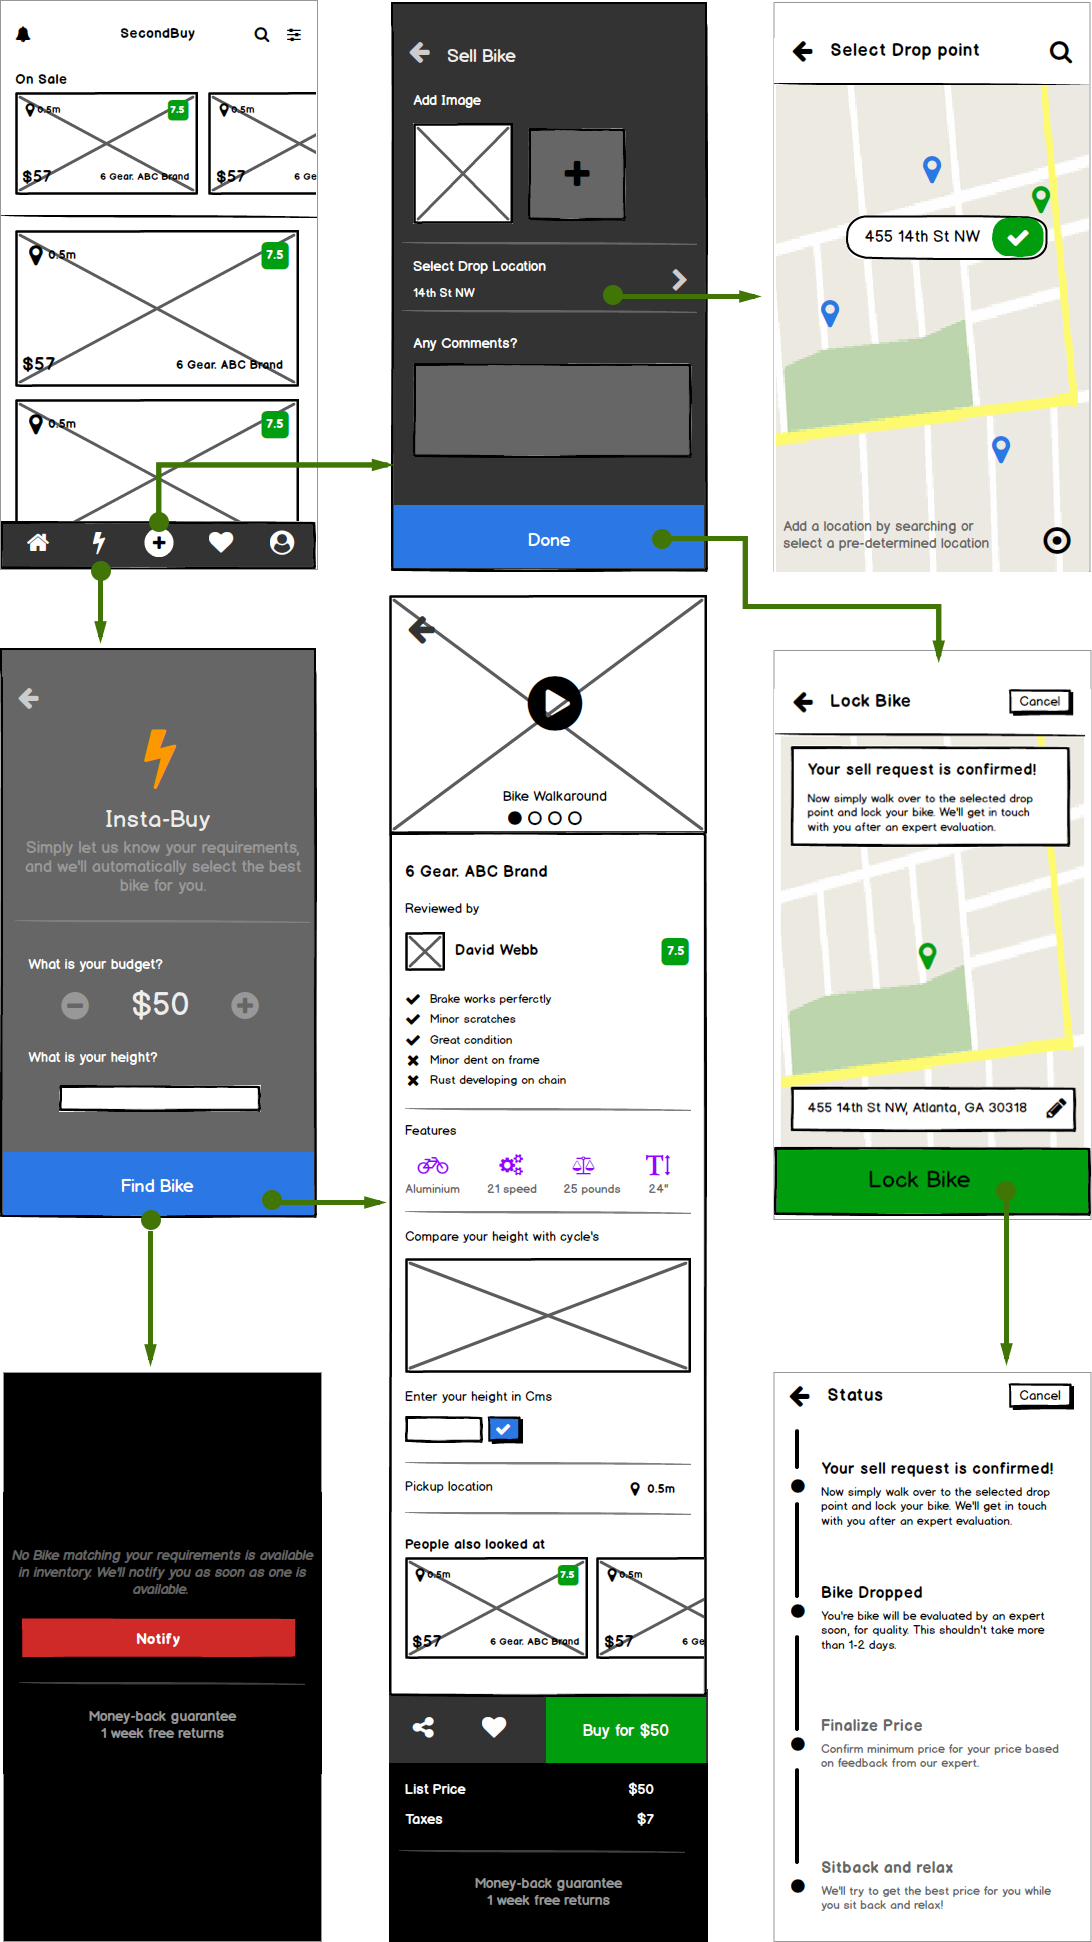 SecondBuy
On Sale
0.5m
7.5
$57
6 Gear. ABC Brand
0.5m
$57
6 Ge
0.5m
7.5
$57
6 Gear. ABC Brand
0.5m
7.5
Sell Bike
Add Image
Select Drop Location
14th St NW
Any Comments?
Done
Select Drop point
455 14th St NW
Add a location by searching or
select a pre-determined location
Insta-Buy
Simply let us know your requirements,
and we'll automatically select the best
bike for you.
What is your budget?
$50
What is your height?
Find Bike
Bike Walkaround
6 Gear. ABC Brand
Reviewed by
David Webb
7.5
Brake works perferctly
Minor scratches
Great condition
Minor dent on frame
Rust developing on chain
Features
Aluminium
21 speed
25 pounds
24"
Compare your height with cycle's
Enter your height in Cms
Pickup location
0.5m
People also looked at
0.5m
7.5
$57
6 Gear. ABC Brand
0.5m
$57
6 Ge
Buy for $50
List Price
$50
Taxes
$7
Money-back guarantee
1 week free returns
Lock Bike
Cancel
Your sell request is confirmed!
Now simply walk over to the selected drop
point and lock your bike. We'll get in touch
with you after an expert evaluation.
455 14th St NW, Atlanta, GA 30318
Lock Bike
No Bike matching your requirements is available
in inventory. We'll notify you as soon as one is
available.
Notify
Money-back guarantee
1 week free returns
Status
Cancel
Your sell request is confirmed!
Now simply walk over to the selected drop
point and lock your bike. We'll get in touch
with you after an expert evaluation.
Bike Dropped
You're bike will be evaluated by an expert
soon, for quality. This shouldn't take more
than 1-2 days.
Finalize Price
Confirm minimum price for your price based
on feedback from our expert.
Sitback and relax
We'll try to get the best price for you while
you sit back and relax!